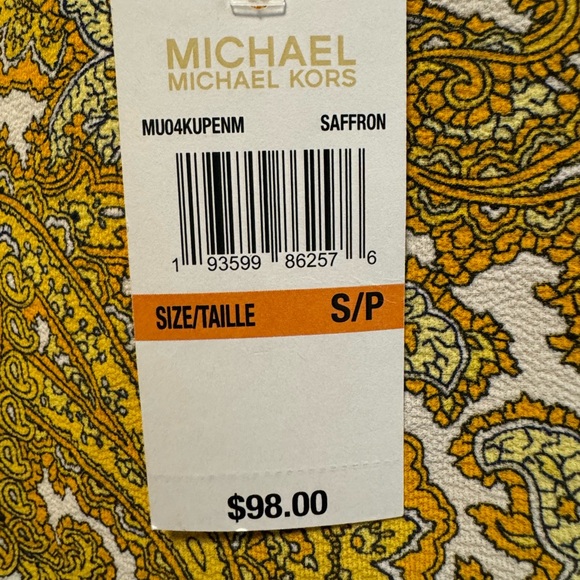 MICHAEL
MICHAEL KORS
MU04KUPENM SAFFRON
1 93599 86257 6
SIZE/TAILLE S/P
$98.00